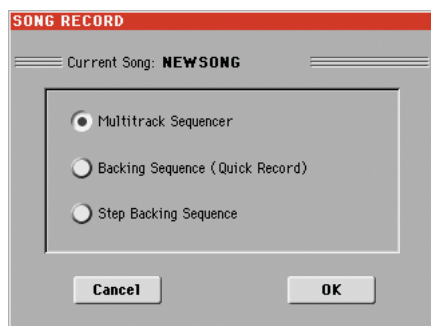 SONG RECORD
Current Song: NEWSONG
Multitrack Sequencer
Backing Sequence (Quick Record)
Step Backing Sequence
Cancel OK